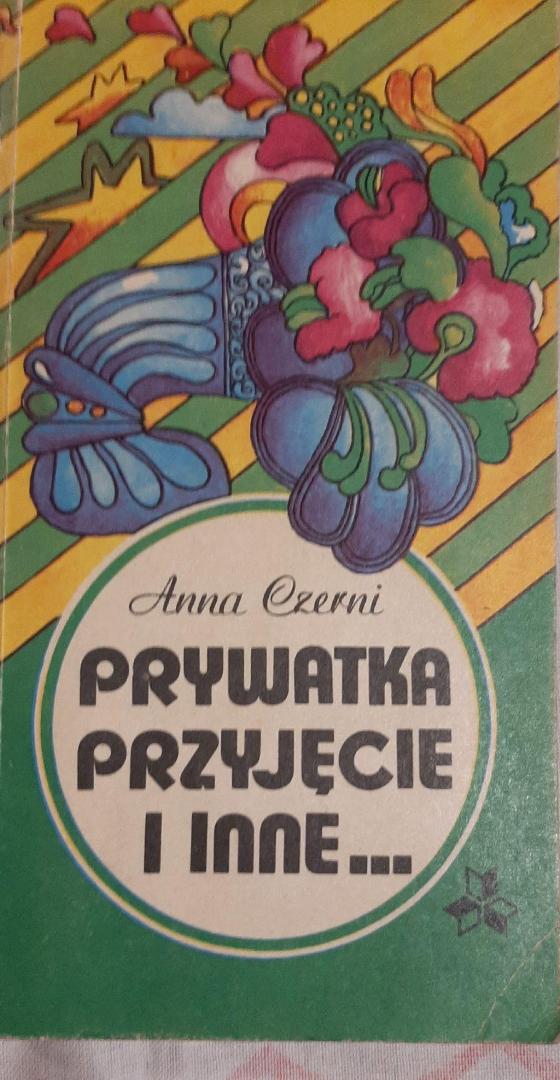 Anna Czerni
PRYWATKA
PRZYJĘCIE
I INNE...